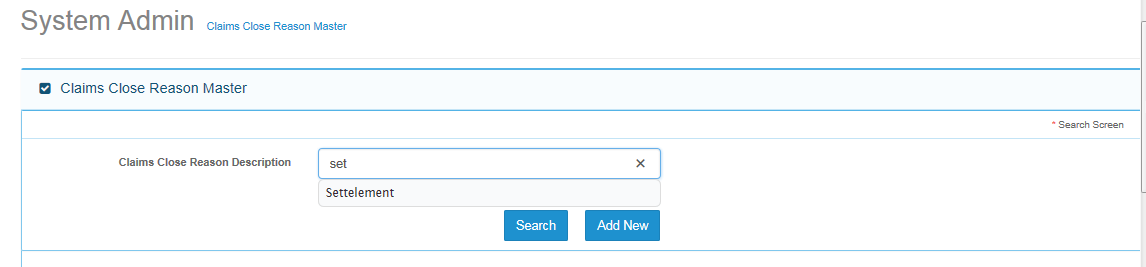 System Admin Claims Close Reason Master
Claims Close Reason Master
* Search Screen
Claims Close Reason Description set
Settelement
Search Add New